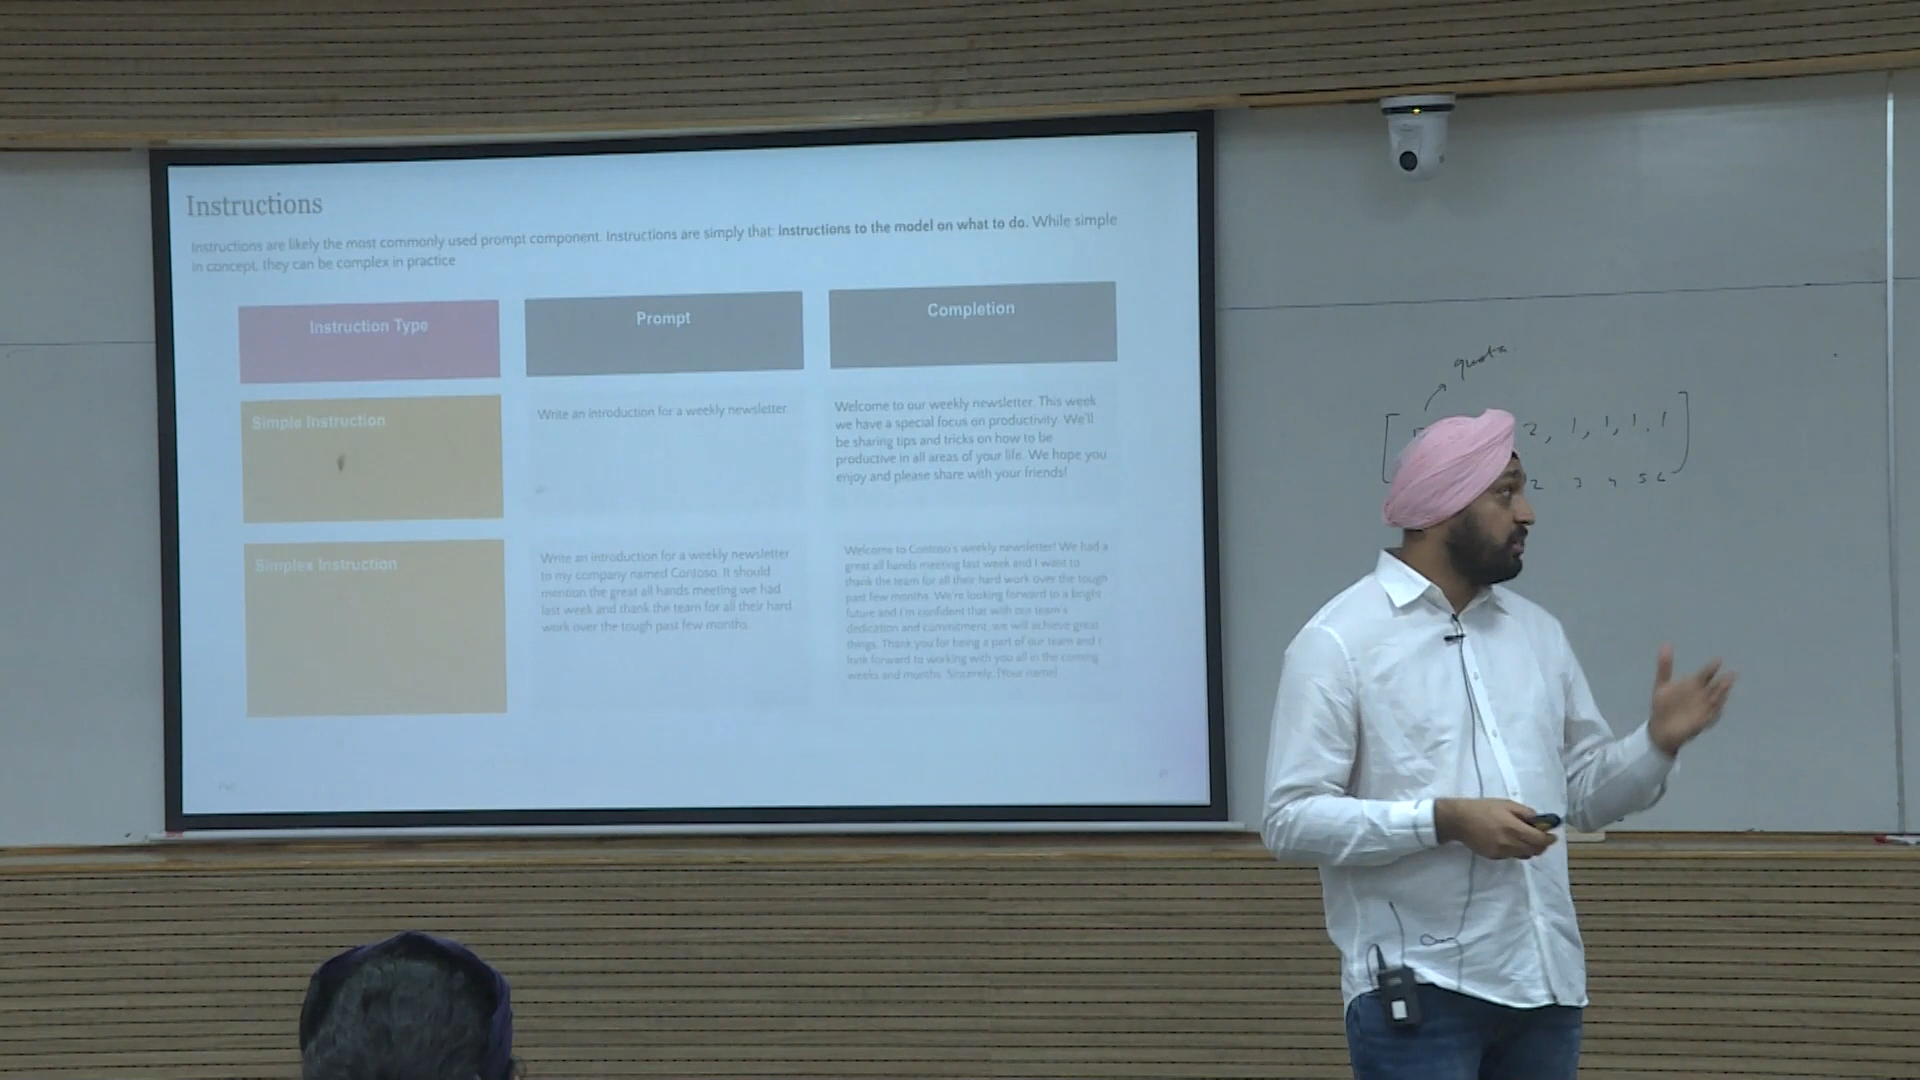 Instructions
Instructions are likely the most commonly used prompt component. Instructions are simply that: Instructions to the model on what to do. While simple
in concept, they can be complex in practice
Instruction Type
Prompt
Completion
Simple Instruction
Write an introduction for a weekly newsletter
Welcome to our weekly newsletter. This week
we have a special focus on productivity. We'll
be sharing tips and tricks on how to be
productive in all areas of your life. We hope you
enjoy and please share with your friends!
Simplex Instruction
Write an introduction for a weekly newsletter
to my company named Contoso. It should
mention the great all hands meeting we had
last week and thank the team for all their hard
work over the tough past few months.
Welcome to Contoso's weekly newsletter! We had a
great all hands meeting last week and I want to
thank the team for all their hard work over the tough
past few months. We're looking forward to a bright
future and I'm confident that with our team's
dedication and commitment, we will achieve great
things. Thank you for being a part of our team and I
look forward to working with you all in the coming
weeks and months. Sincerely, [Your name]
2, 1, 1, 1, 1
2 3 4 5 6